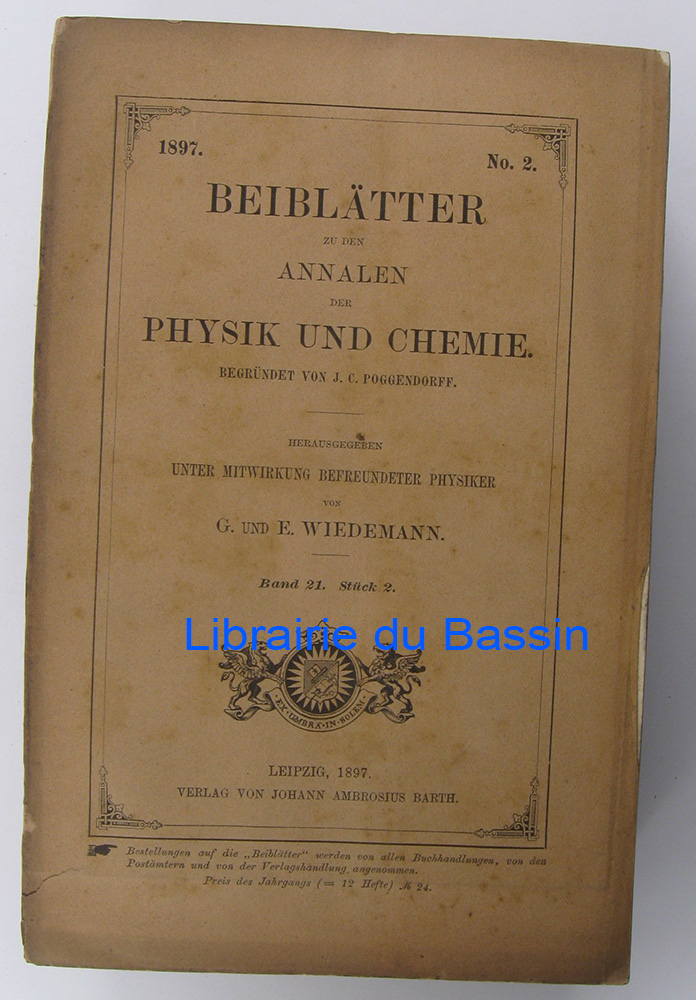 1897.
No. 2.
BEIBLÄTTER
ZU DEN
ANNALEN
DER
PHYSIK UND CHEMIE.
BEGRÜNDET VON J. C. POGGENDORFF.
HERAUSGEGEBEN
UNTER MITWIRKUNG BEFREUNDETER PHYSIKER
VON
G. UND E. WIEDEMANN.
Band 21. Stück 2.
Librairie du Bassin
EX·UMBRA·IN·SOLEM
LEIPZIG, 1897.
VERLAG VON JOHANN AMBROSIUS BARTH.
Bestellungen auf die „Beiblätter" werden von allen Buchhandlungen, von den
Postämtern und von der Verlagshandlung angenommen.
Preis des Jahrgangs (= 12 Hefte) ℳ 24.